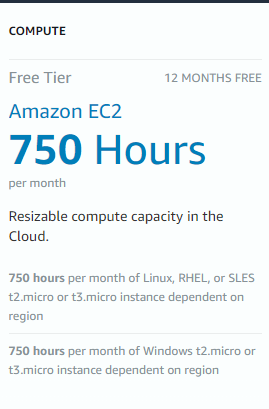 COMPUTE
Free Tier 12 MONTHS FREE
Amazon EC2
750 Hours
per month
Resizable compute capacity in the
Cloud.
750 hours per month of Linux, RHEL, or SLES
t2.micro or t3.micro instance dependent on
region
750 hours per month of Windows t2.micro or
t3.micro instance dependent on region